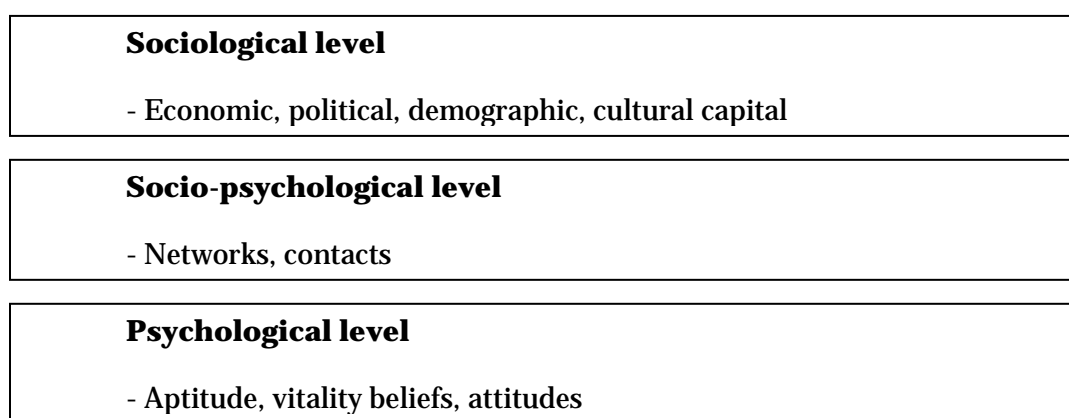 Sociological level
- Economic, political, demographic, cultural capital
Socio-psychological level
- Networks, contacts
Psychological level
- Aptitude, vitality beliefs, attitudes